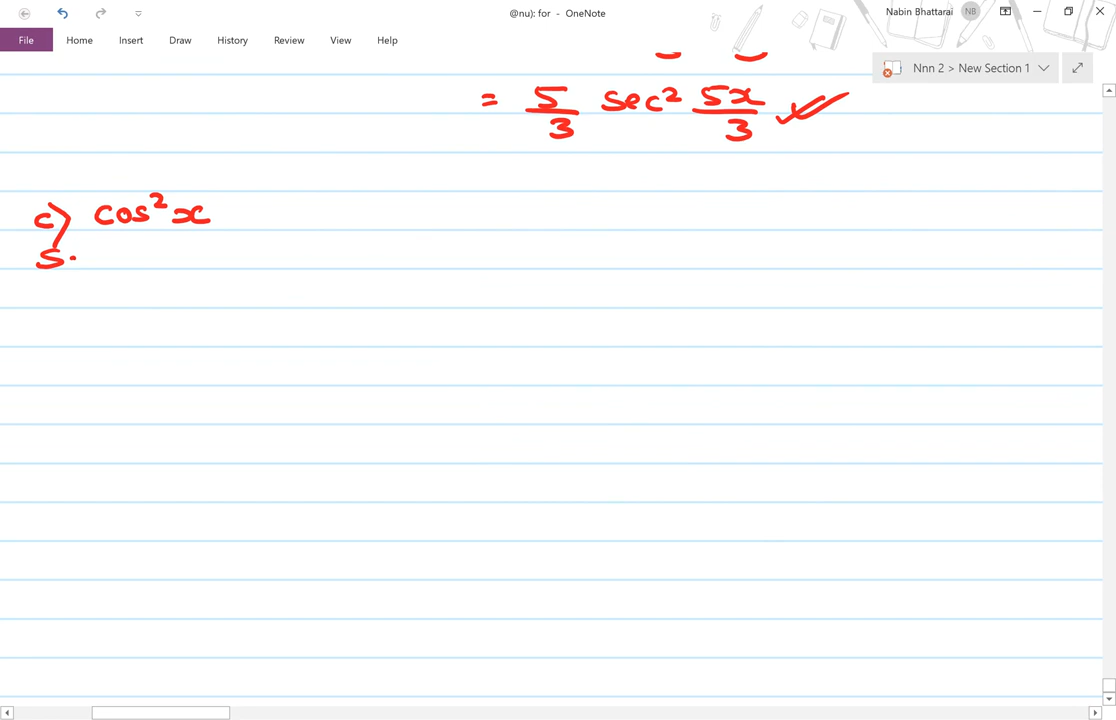 @nu): for - OneNote
Nabin Bhattarai NB
File Home Insert Draw History Review View Help
Nnn 2 > New Section 1
= 5/3 sec² 5x/3
c) cos²x
S.